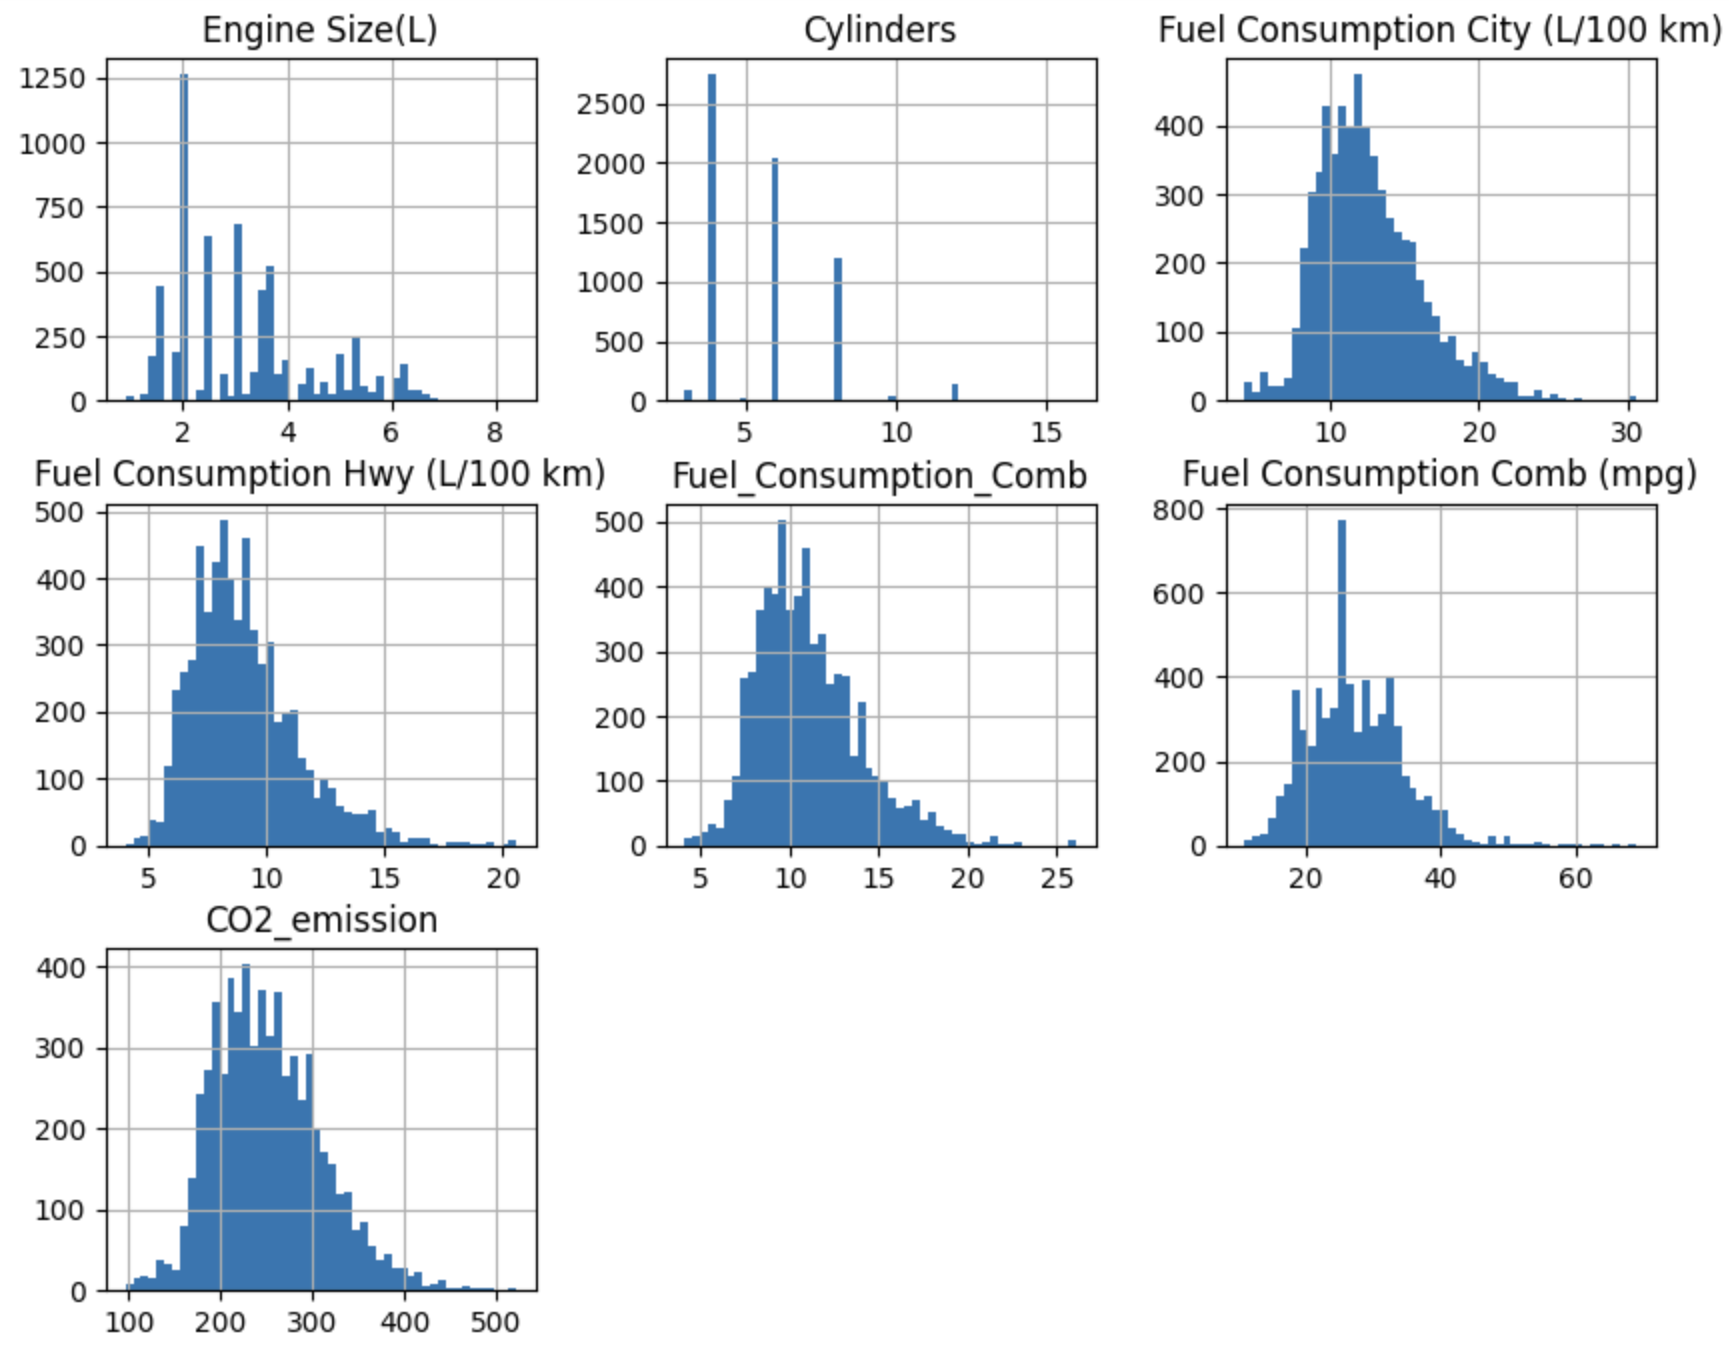 Engine Size(L)
1250
1000
750
500
250
0
2 4 6 8
Cylinders
2500
2000
1500
1000
500
0
5 10 15
Fuel Consumption City (L/100 km)
400
300
200
100
0
10 20 30
Fuel Consumption Hwy (L/100 km)
500
400
300
200
100
0
5 10 15 20
Fuel_Consumption_Comb
500
400
300
200
100
0
5 10 15 20 25
Fuel Consumption Comb (mpg)
800
600
400
200
0
20 40 60
CO2_emission
400
300
200
100
0
100 200 300 400 500